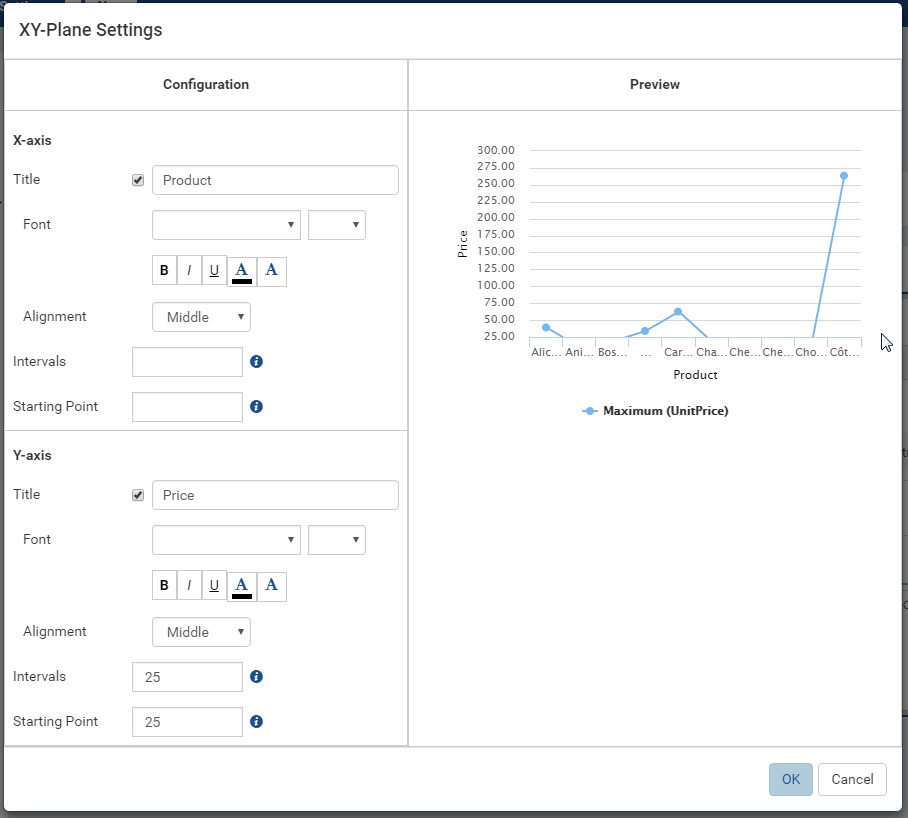 XY-Plane Settings
Configuration
Preview
X-axis
Title
Product
Font
B I U A A
Alignment
Middle
Intervals
Starting Point
Y-axis
Title
Price
Font
B I U A A
Alignment
Middle
Intervals
25
Starting Point
25
300.00
275.00
250.00
225.00
200.00
175.00
150.00
125.00
100.00
75.00
50.00
25.00
Price
Alic... Ani... Bos... ... Car... Cha... Che... Che... Cho... Côt...
Product
Maximum (UnitPrice)
OK
Cancel